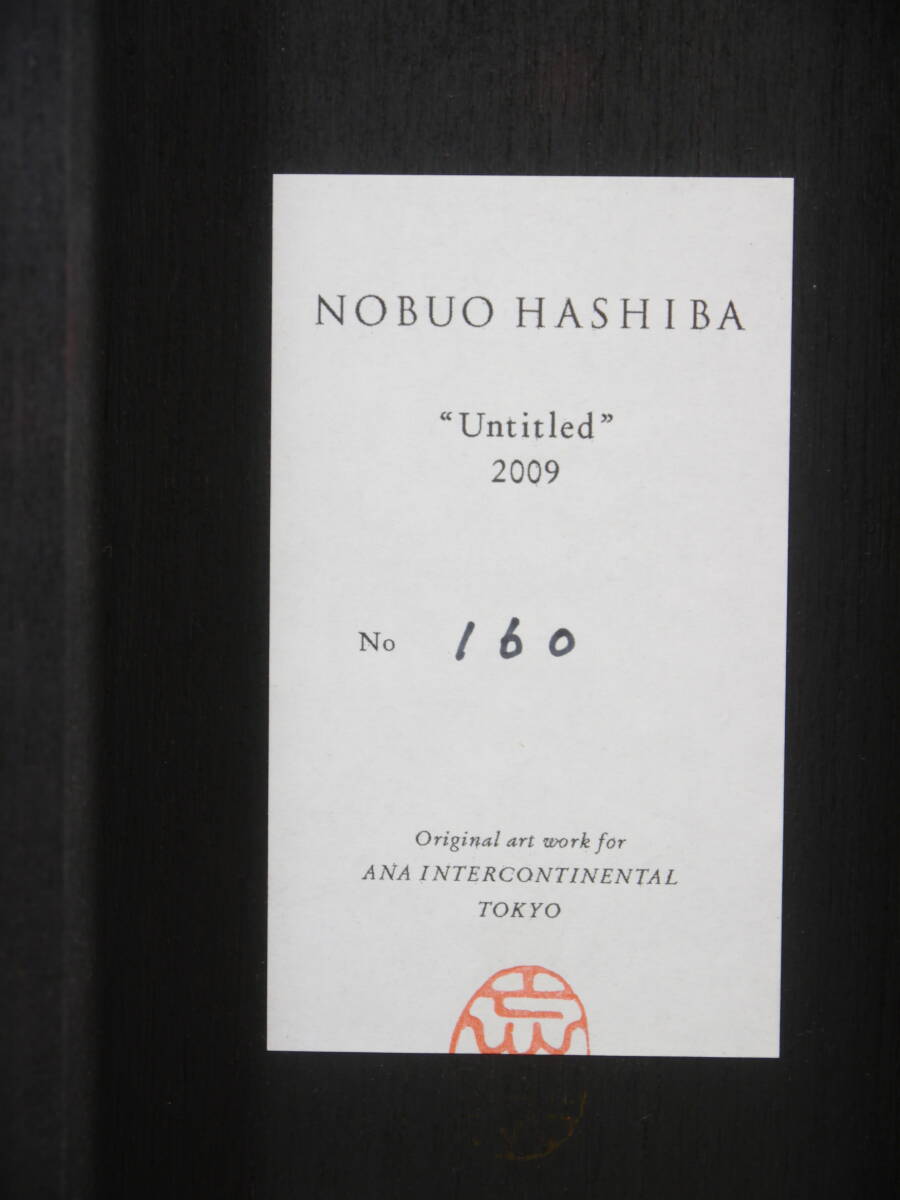 NOBUO HASHIBA
“Untitled”
2009
No 160
Original art work for
ANA INTERCONTINENTAL
TOKYO